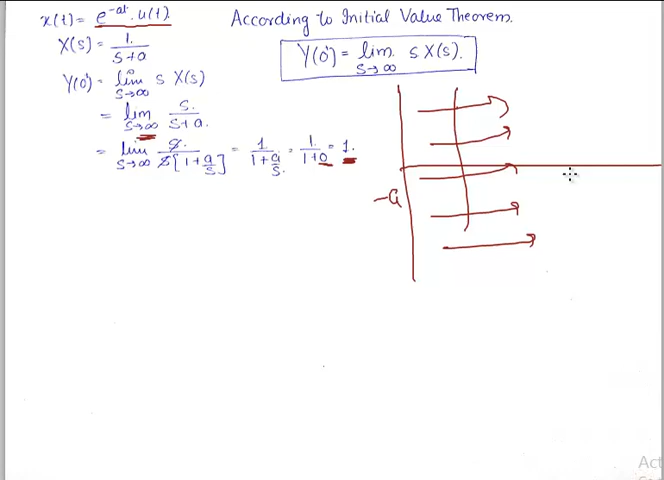 x(t) = e^-at. u(t).
According to Initial Value Theorem.
X(s) = 1/s+a
Y(0⁺) = lim s→∞ s X(s).
Y(0⁺) = lim s→∞ s X(s)
= lim s→∞ s/s+a.
= lim s→∞ s/s[1+a/s] = 1/1+a/s = 1/1+0 = 1.
-a
Act